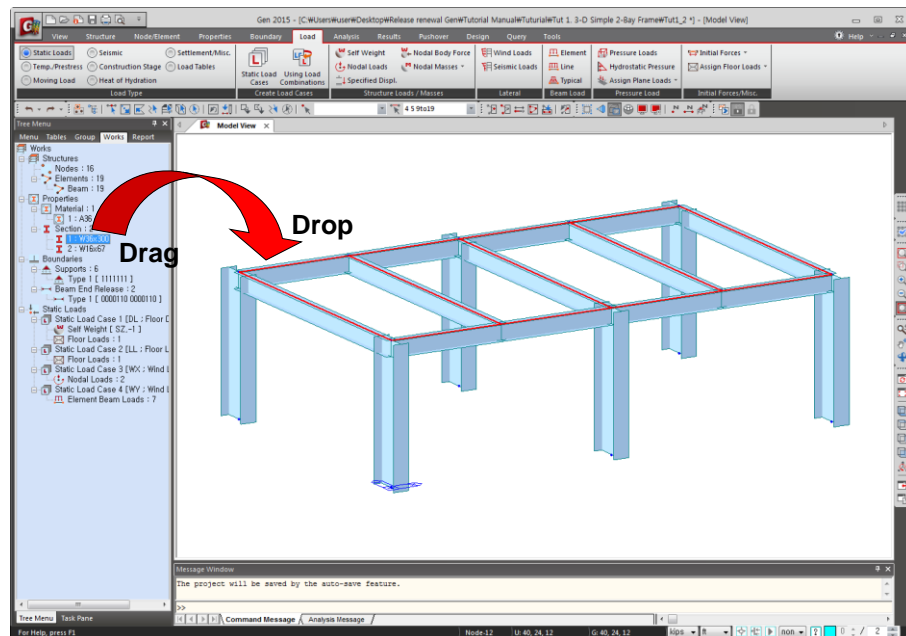 Gen 2015 - [C:₩Users₩user₩Desktop₩Release renewal Gen₩Tutorial Manual₩Tuturial₩Tut 1. 3-D Simple 2-Bay Frame₩Tut1_2 *] - [Model View]
View Structure Node/Element Properties Boundary Load Analysis Results Pushover Design Query Tools Help
Static Loads Seismic Settlement/Misc.
Temp./Prestress Construction Stage Load Tables
Moving Load Heat of Hydration
Load Type
Static Load Cases
Using Load Combinations
Create Load Cases
Self Weight Nodal Body Force
Nodal Loads Nodal Masses
Specified Displ.
Structure Loads / Masses
Wind Loads
Seismic Loads
Lateral
Element
Line
Typical
Beam Load
Pressure Loads
Hydrostatic Pressure
Assign Plane Loads
Pressure Load
Initial Forces
Assign Floor Loads
Initial Forces/Misc.
4 5 9to19
Tree Menu
Menu Tables Group Works Report
Model View
Works
Structures
Nodes : 16
Elements : 19
Beam : 19
Properties
Material : 1
1 : A36
Section : 2
1 : W36x300
2 : W16x67
Boundaries
Supports : 6
Type 1 [ 1111111 ]
Beam End Release : 2
Type 1 [ 0000110 0000110 ]
Static Loads
Static Load Case 1 [DL ; Floor D
Self Weight [ SZ,-1 ]
Floor Loads : 1
Static Load Case 2 [LL ; Floor L
Floor Loads : 1
Static Load Case 3 [WX ; Wind L
Nodal Loads : 2
Static Load Case 4 [WY ; Wind L
Element Beam Loads : 7
Drag
Drop
Message Window
The project will be saved by the auto-save feature.
>>
Tree Menu Task Pane
Command Message Analysis Message
For Help, press F1
Node-12 U: 40, 24, 12 G: 40, 24, 12 kips ft non 0 / 2